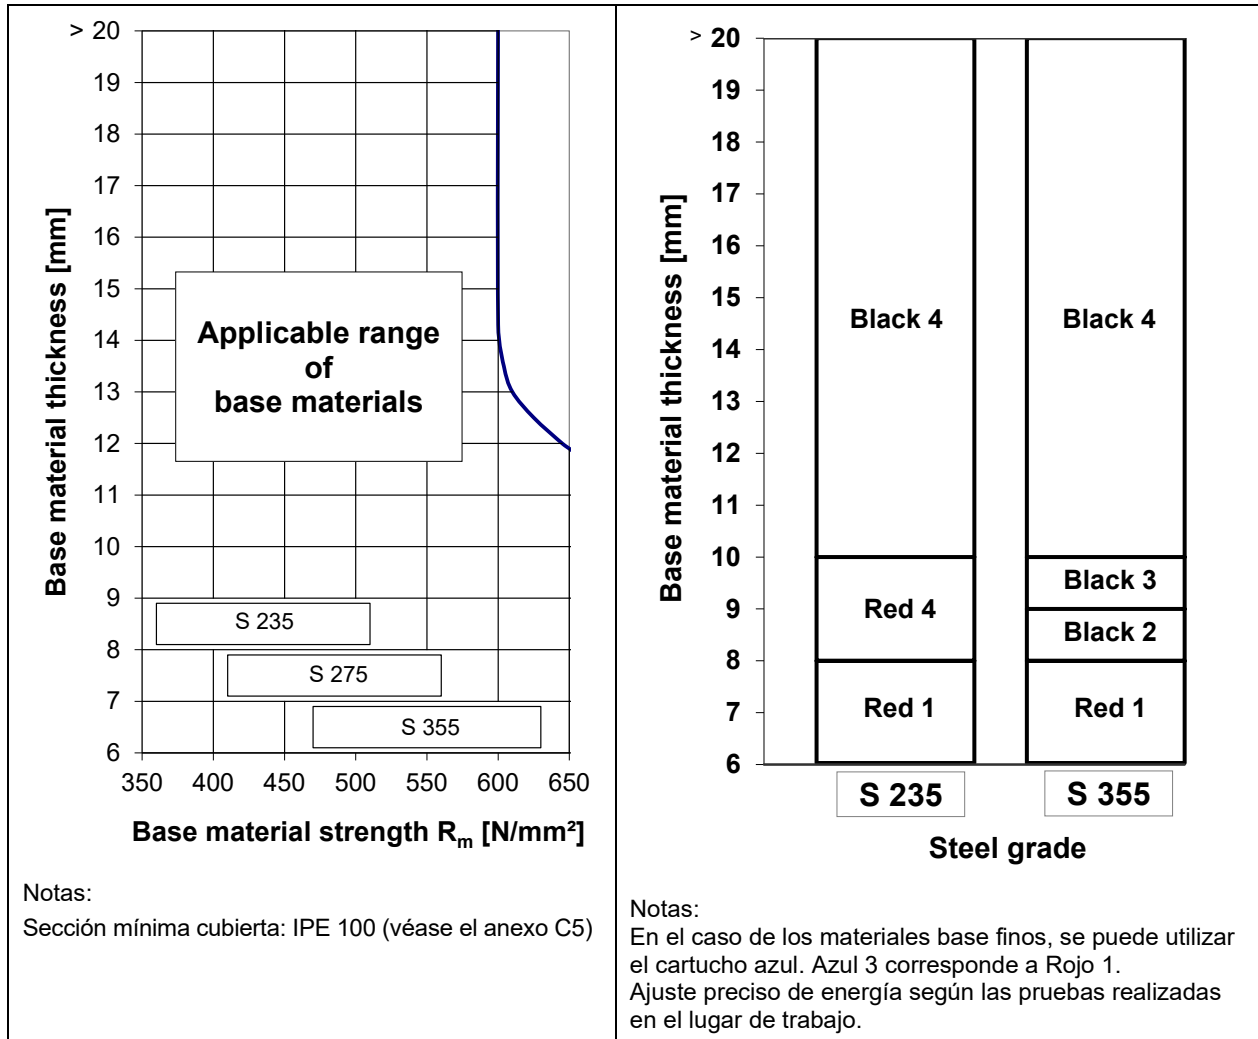 > 20
19
18
17
16
15
14
13
12
11
10
9
8
7
6
Base material thickness [mm]
Applicable range
of
base materials
S 235
S 275
S 355
350 400 450 500 550 600 650
Base material strength Rm [N/mm²]
Notas:
Sección mínima cubierta: IPE 100 (véase el anexo C5)
> 20
19
18
17
16
15
14
13
12
11
10
9
8
7
6
Base material thickness [mm]
Black 4 Black 4
Black 3
Red 4
Black 2
Red 1 Red 1
S 235 S 355
Steel grade
Notas:
En el caso de los materiales base finos, se puede utilizar
el cartucho azul. Azul 3 corresponde a Rojo 1.
Ajuste preciso de energía según las pruebas realizadas
en el lugar de trabajo.